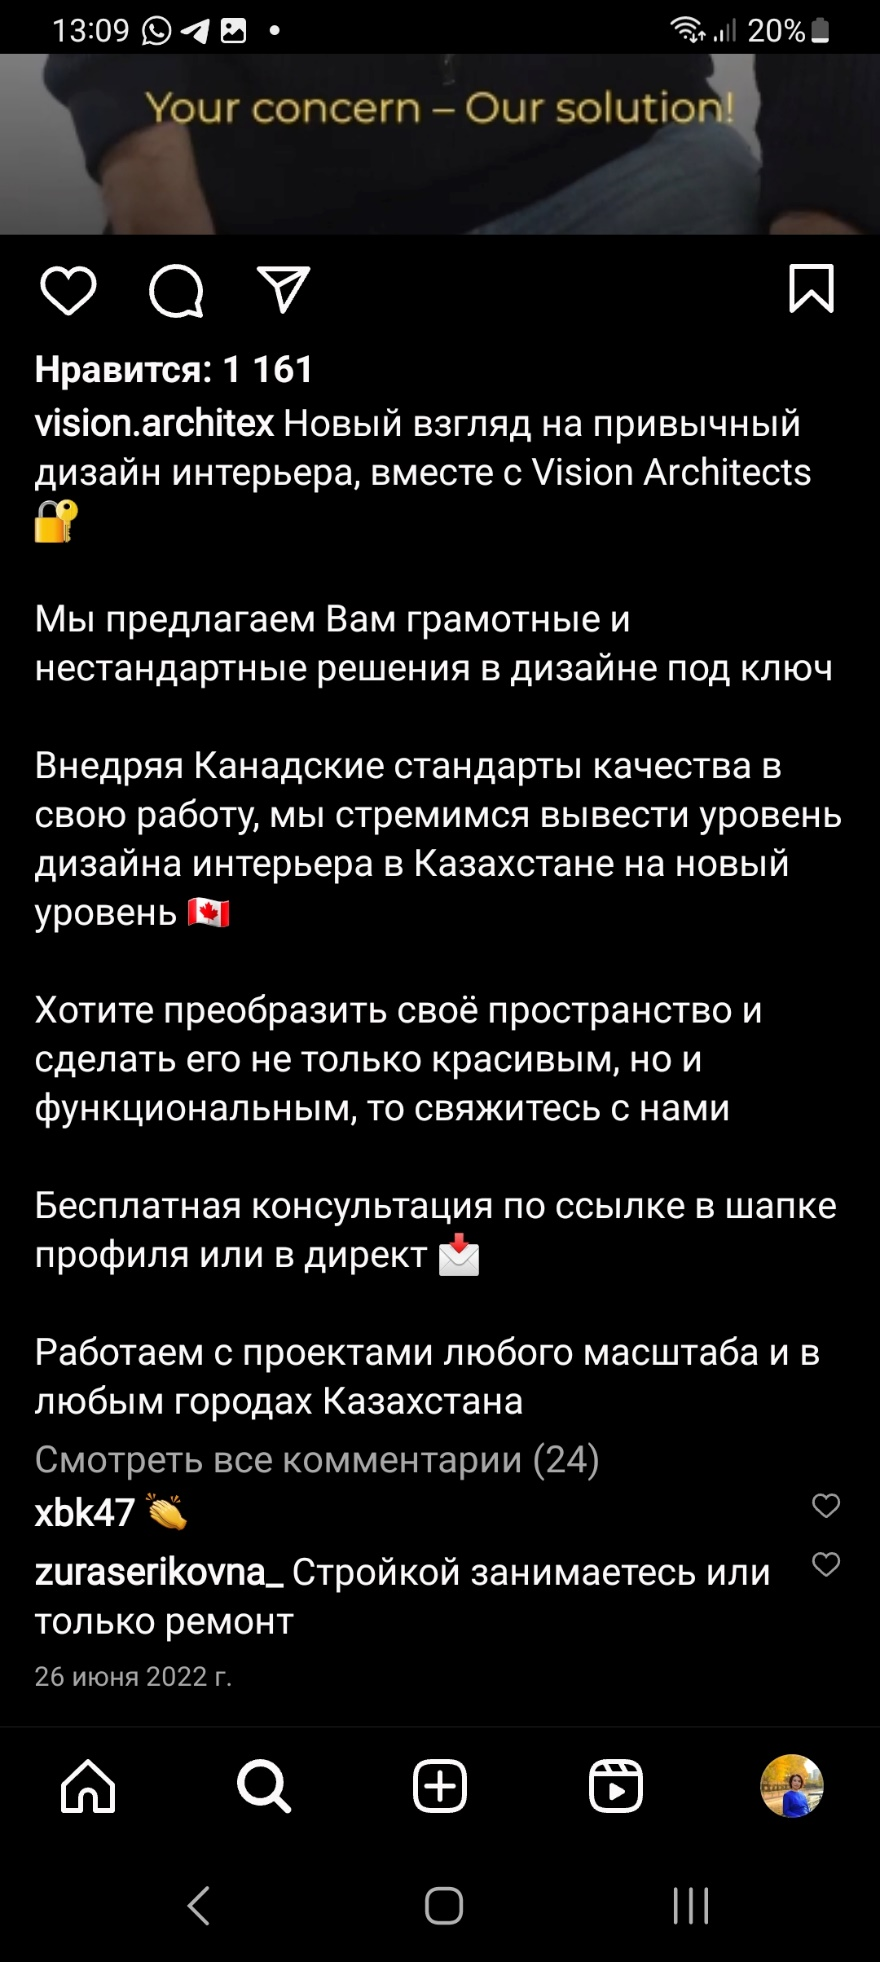 13:09
20%
Your concern – Our solution!
Нравится: 1 161
vision.architex Новый взгляд на привычный
дизайн интерьера, вместе с Vision Architects
🔐
Мы предлагаем Вам грамотные и
нестандартные решения в дизайне под ключ
Внедряя Канадские стандарты качества в
свою работу, мы стремимся вывести уровень
дизайна интерьера в Казахстане на новый
уровень 🇨🇦
Хотите преобразить своё пространство и
сделать его не только красивым, но и
функциональным, то свяжитесь с нами
Бесплатная консультация по ссылке в шапке
профиля или в директ 📩
Работаем с проектами любого масштаба и в
любым городах Казахстана
Смотреть все комментарии (24)
xbk47 👏
zuraserikovna_ Стройкой занимаетесь или
только ремонт
26 июня 2022 г.